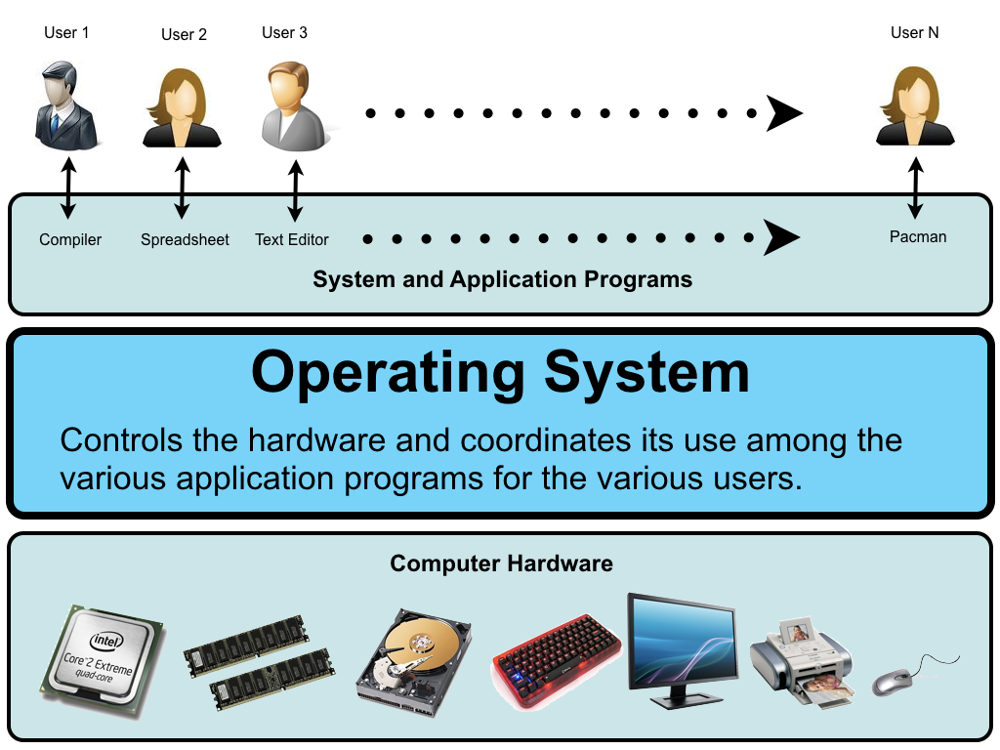 User 1
User 2
User 3
User N
Compiler
Spreadsheet
Text Editor
Pacman
System and Application Programs
Operating System
Controls the hardware and coordinates its use among the
various application programs for the various users.
Computer Hardware
intel
Core™2 Extreme
quad-core